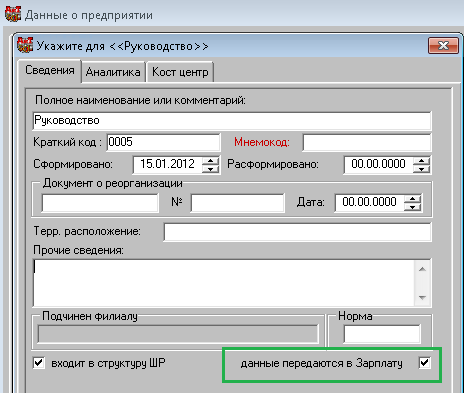 Данные о предприятии
Укажите для <<Руководство>>
Сведения Аналитика Кост центр
Полное наименование или комментарий:
Руководство
Краткий код : 0005 Мнемокод:
Сформировано: 15.01.2012 Расформировано: 00.00.0000
Документ о реорганизации
№ Дата: 00.00.0000
Терр. расположение:
Прочие сведения:
Подчинен филиалу Норма
входит в структуру ШР данные передаются в Зарплату